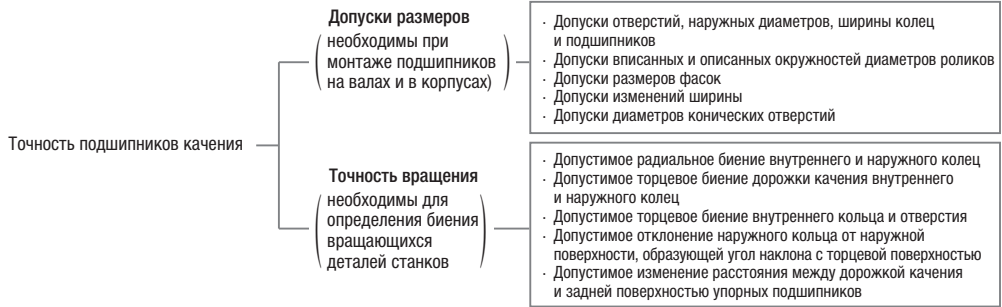 Точность подшипников качения
Допуски размеров
(необходимы при
монтаже подшипников
на валах и в корпусах)
· Допуски отверстий, наружных диаметров, ширины колец
и подшипников
· Допуски вписанных и описанных окружностей диаметров роликов
· Допуски размеров фасок
· Допуски изменений ширины
· Допуски диаметров конических отверстий
Точность вращения
(необходимы для
определения биения
вращающихся
деталей станков)
· Допустимое радиальное биение внутреннего и наружного колец
· Допустимое торцевое биение дорожки качения внутреннего
и наружного колец
· Допустимое торцевое биение внутреннего кольца и отверстия
· Допустимое отклонение наружного кольца от наружной
поверхности, образующей угол наклона с торцевой поверхностью
· Допустимое изменение расстояния между дорожкой качения
и задней поверхностью упорных подшипников